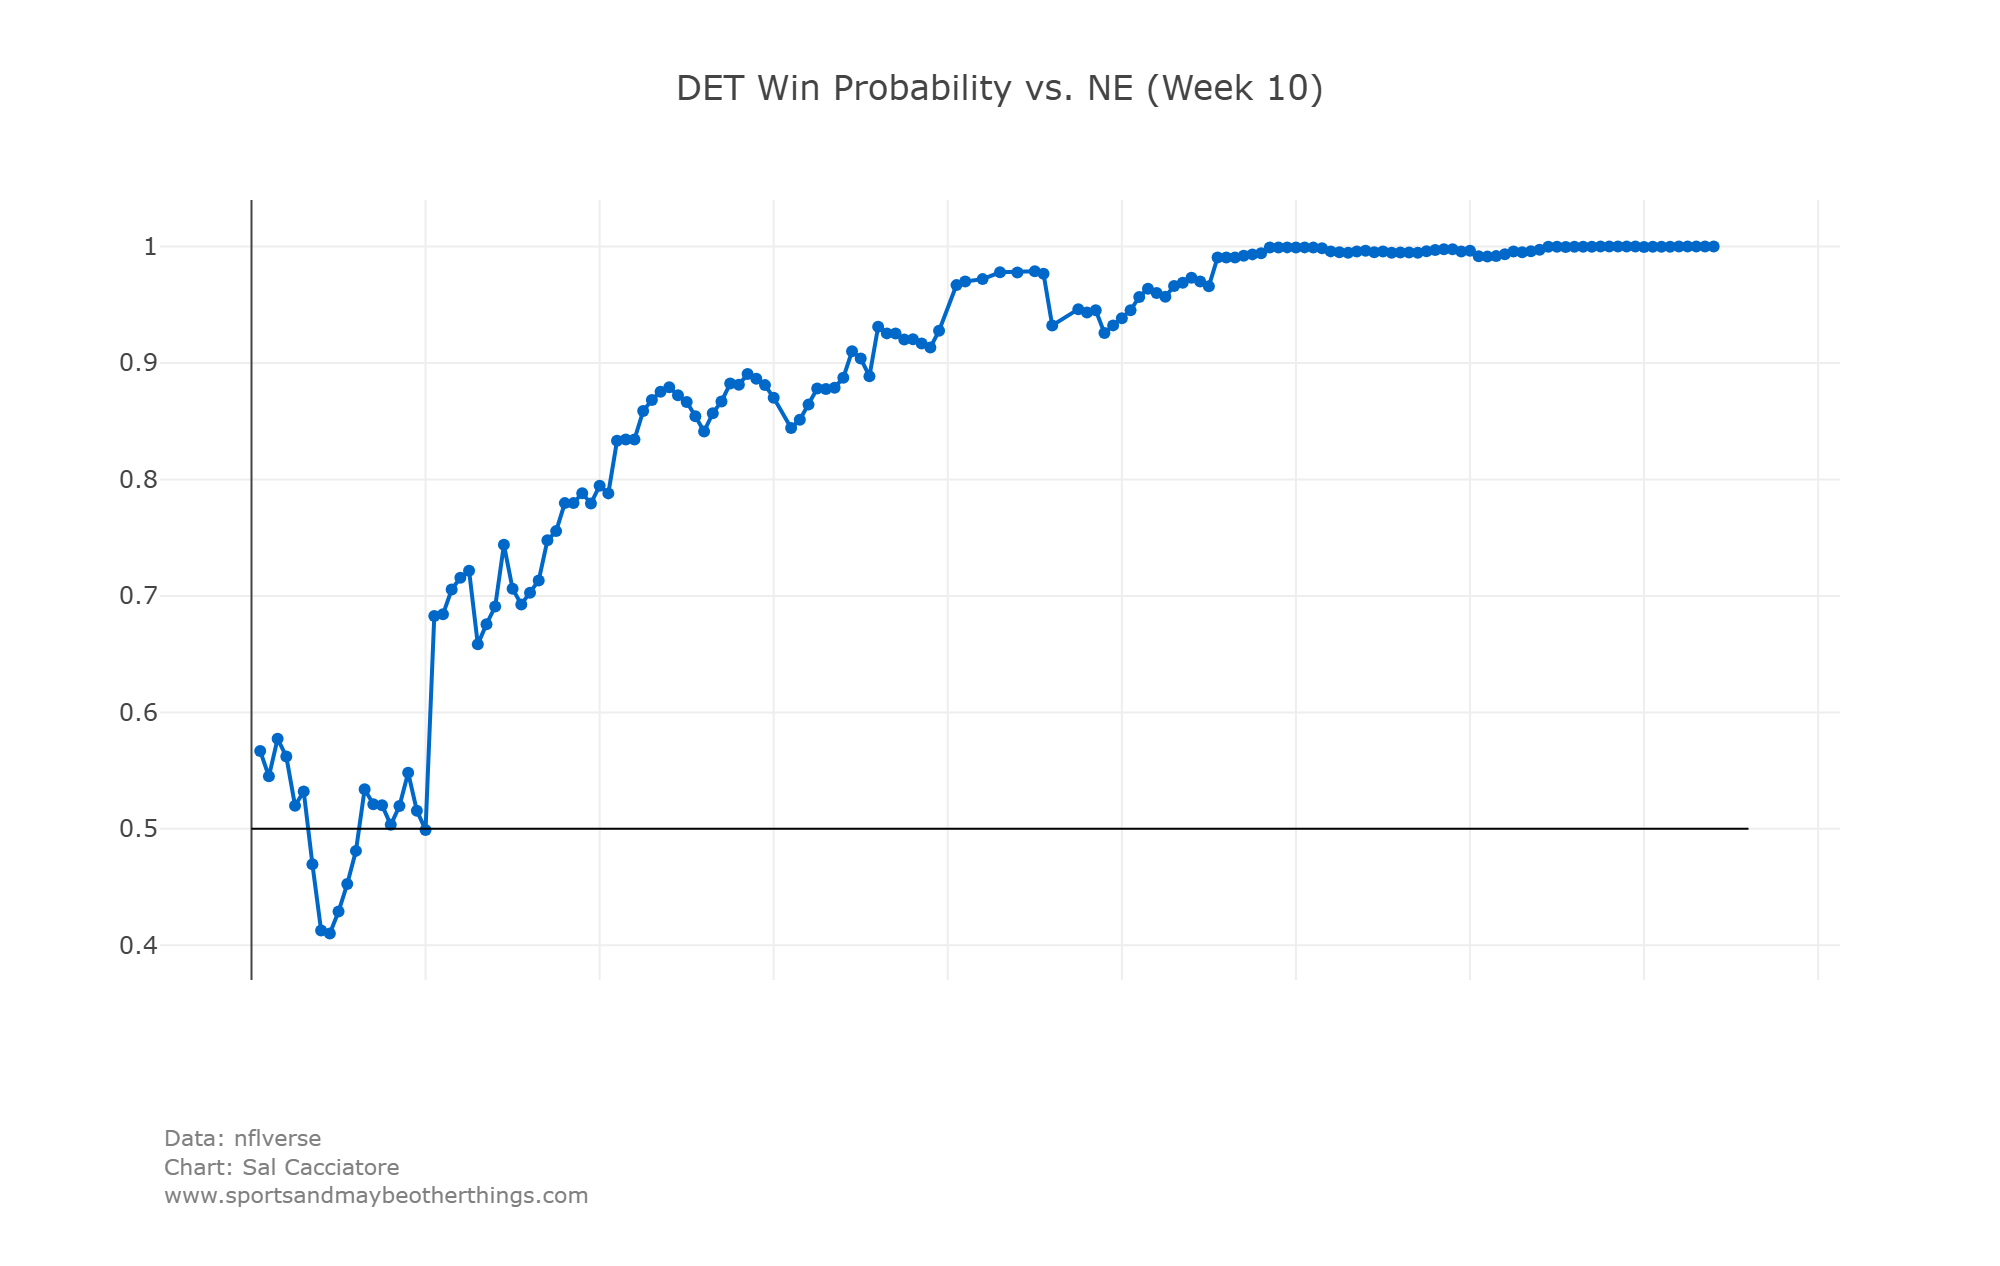 DET Win Probability vs. NE (Week 10)
1
0.9
0.8
0.7
0.6
0.5
0.4
Data: nflverse
Chart: Sal Cacciatore
www.sportsandmaybeotherthings.com